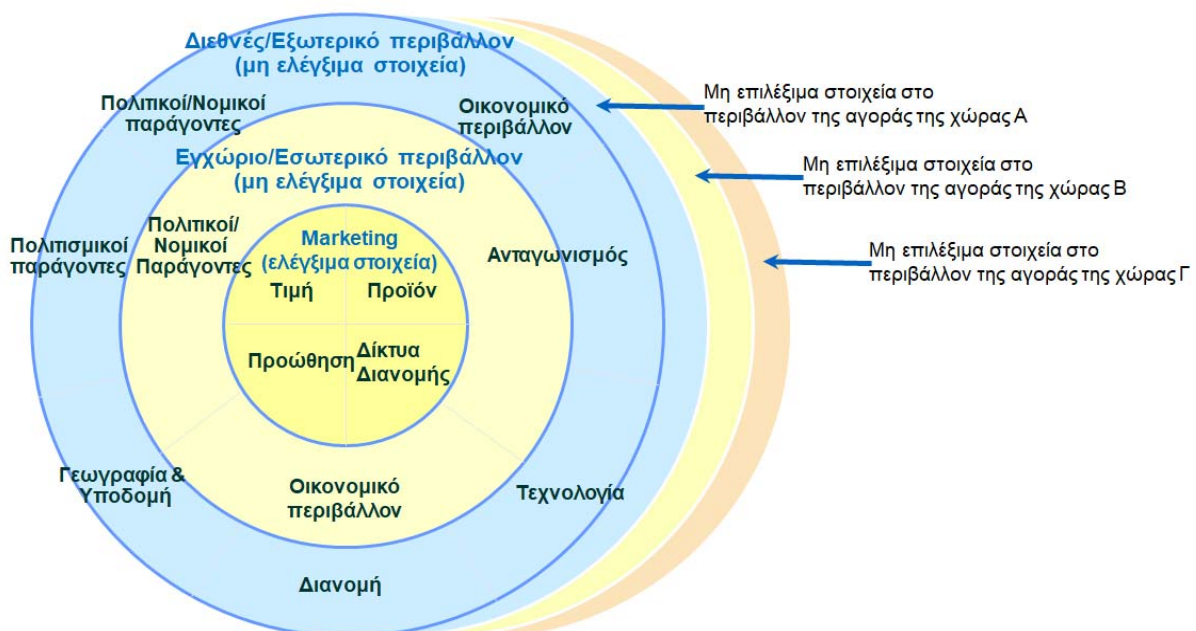 Διεθνές/Εξωτερικό περιβάλλον
(μη ελέγξιμα στοιχεία)
Πολιτικοί/Νομικοί
παράγοντες
Οικονομικό
περιβάλλον
Μη επιλέξιμα στοιχεία στο
περιβάλλον της αγοράς της χώρας Α
Εγχώριο/Εσωτερικό περιβάλλον
(μη ελέγξιμα στοιχεία)
Μη επιλέξιμα στοιχεία στο
περιβάλλον της αγοράς της χώρας Β
Πολιτισμικοί
παράγοντες
Πολιτικοί/
Νομικοί
Παράγοντες
Marketing
(ελέγξιμα στοιχεία)
Τιμή
Προϊόν
Ανταγωνισμός
Μη επιλέξιμα στοιχεία στο
περιβάλλον της αγοράς της χώρας Γ
Προώθηση
Δίκτυα
Διανομής
Γεωγραφία &
Υποδομή
Οικονομικό
περιβάλλον
Τεχνολογία
Διανομή